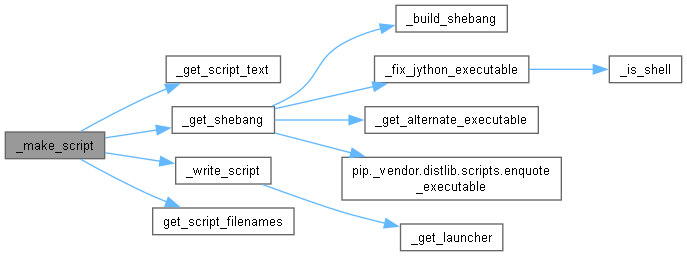 _build_shebang
_get_script_text
_fix_jython_executable
_is_shell
_make_script
_get_shebang
_get_alternate_executable
_write_script
pip._vendor.distlib.scripts.enquote
_executable
get_script_filenames
_get_launcher